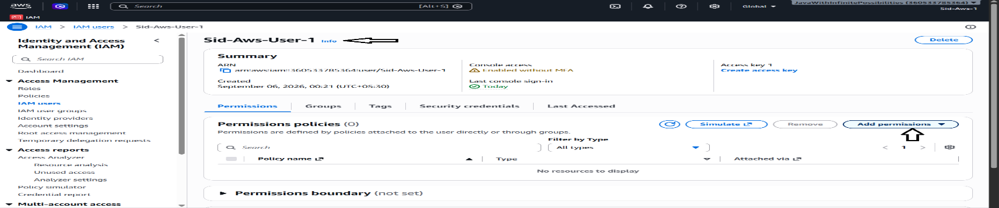 aws
Search [Alt+S]
Global
JavaWithInfinitePossibilities (360533785364)
Sid-Aws-1
IAM
IAM > IAM users > Sid-Aws-User-1
Identity and Access
Management (IAM)
Search IAM
Dashboard
Access Management
Roles
Policies
IAM users
IAM user groups
Identity providers
Account settings
Root access management
Temporary delegation requests
Access reports
Access Analyzer
Resource analysis
Unused access
Analyzer settings
Policy simulator
Credential report
Multi-account access
Sid-Aws-User-1 Info
Delete
Summary
ARN
arn:aws:iam::360533785364:user/Sid-Aws-User-1
Created
September 06, 2026, 00:21 (UTC+05:30)
Console access
Enabled without MFA
Last console sign-in
Today
Access key 1
Create access key
Permissions Groups Tags Security credentials Last Accessed
Permissions policies (0)
Simulate Remove Add permissions
Permissions are defined by policies attached to the user directly or through groups.
Filter by Type
Search All types < 1 >
Policy name Type Attached via
No resources to display
Permissions boundary (not set)